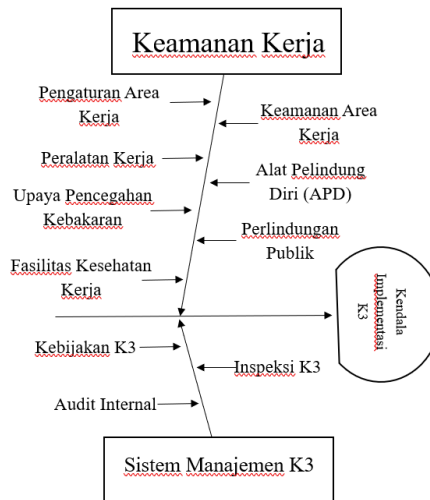 Keamanan Kerja
Pengaturan Area
Kerja
Keamanan Area
Kerja
Peralatan Kerja
Alat Pelindung
Diri (APD)
Upaya Pencegahan
Kebakaran
Perlindungan
Publik
Fasilitas Kesehatan
Kerja
Kendala
Implementasi
K3
Kebijakan K3
Inspeksi K3
Audit Internal
Sistem Manajemen K3